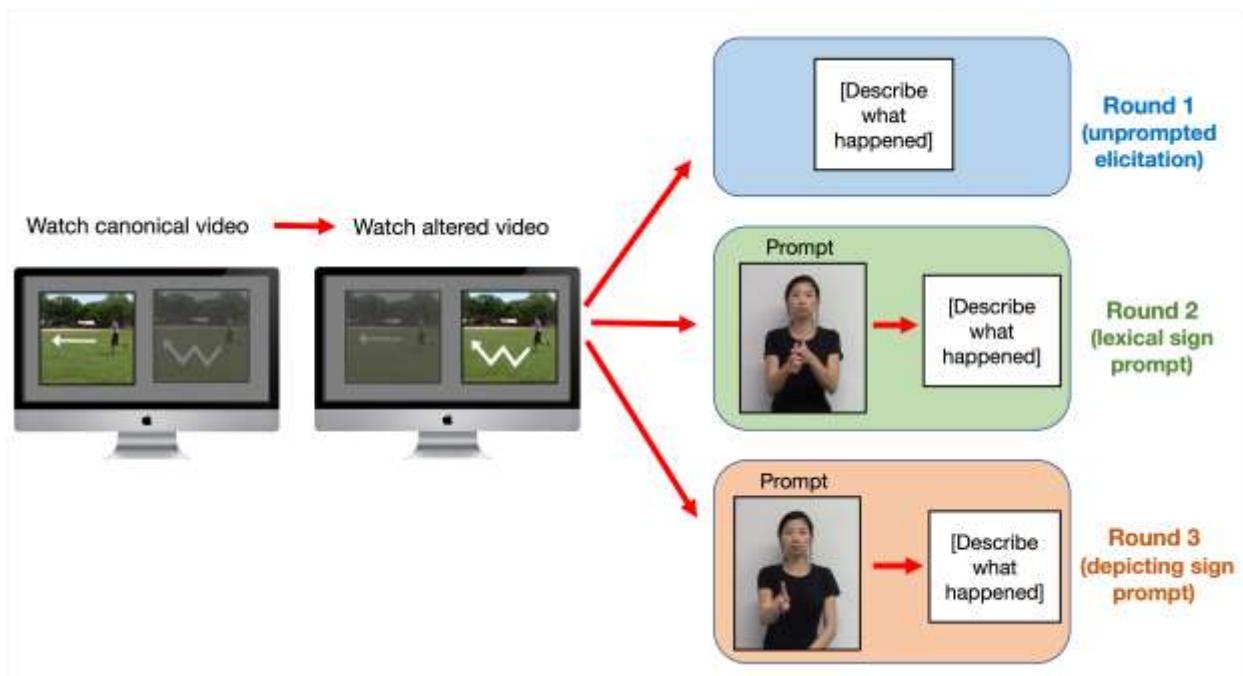 Watch canonical video
Watch altered video
[Describe
what
happened]
Round 1
(unprompted
elicitation)
Prompt
[Describe
what
happened]
Round 2
(lexical sign
prompt)
Prompt
[Describe
what
happened]
Round 3
(depicting sign
prompt)